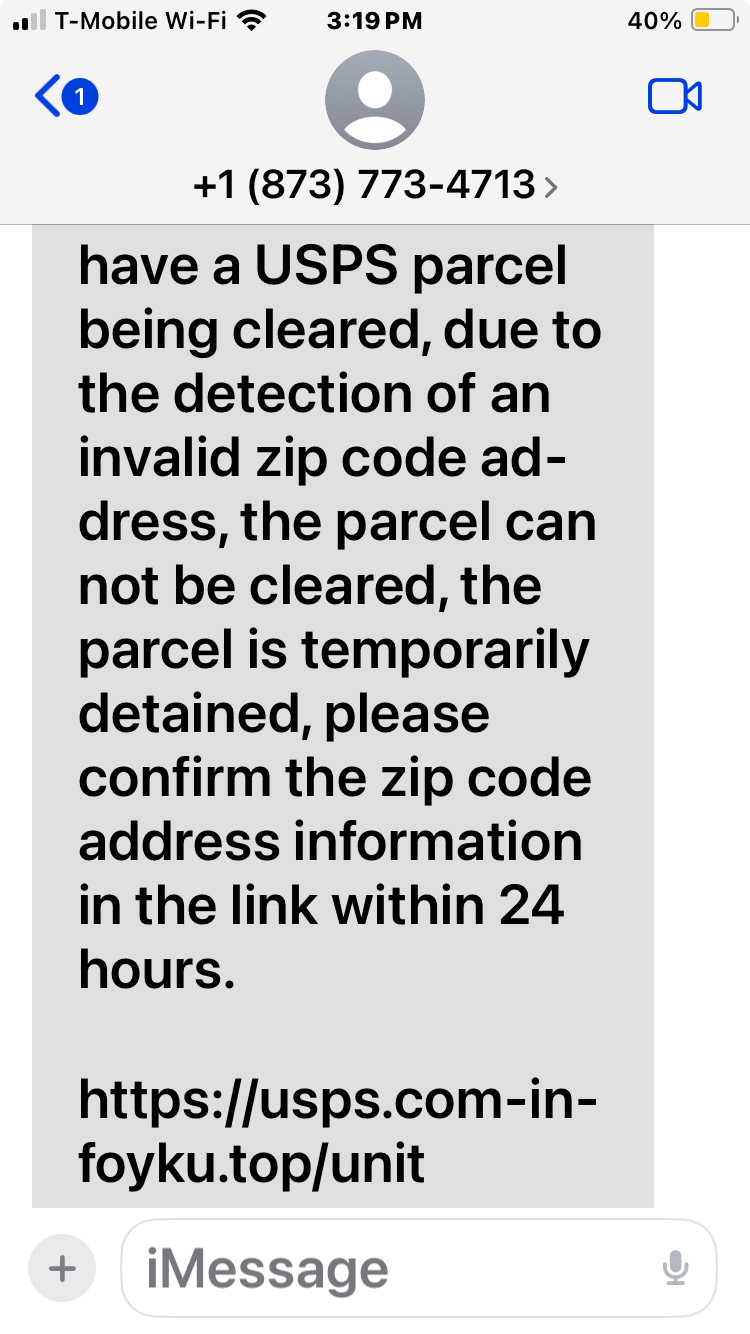 T-Mobile Wi-Fi 3:19 PM 40%
1
+1 (873) 773-4713
have a USPS parcel
being cleared, due to
the detection of an
invalid zip code ad-
dress, the parcel can
not be cleared, the
parcel is temporarily
detained, please
confirm the zip code
address information
in the link within 24
hours.
https://usps.com-in-
foyku.top/unit
iMessage